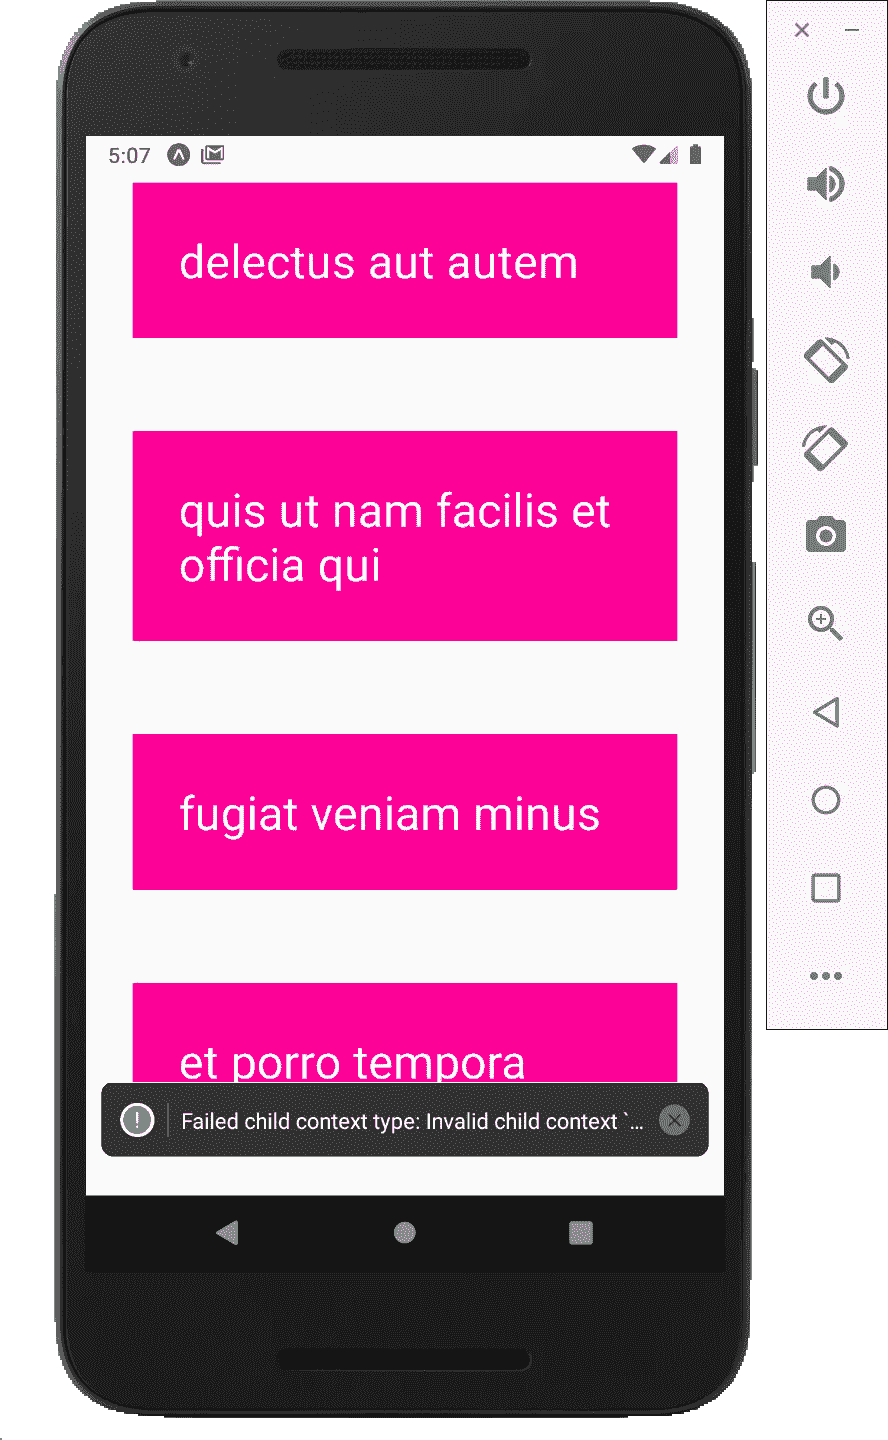 5:07
delectus aut autem
quis ut nam facilis et
officia qui
fugiat veniam minus
et porro tempora
Failed child context type: Invalid child context `...